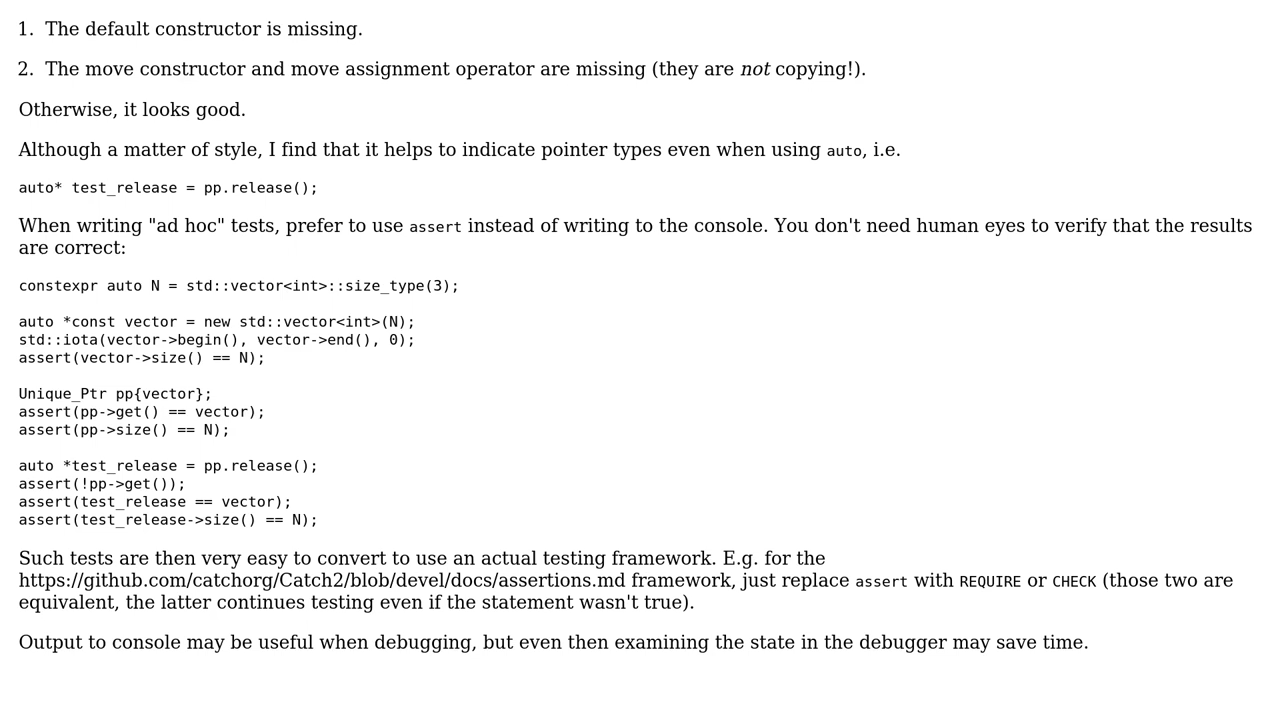 1. The default constructor is missing.
2. The move constructor and move assignment operator are missing (they are not copying!).
Otherwise, it looks good.
Although a matter of style, I find that it helps to indicate pointer types even when using auto, i.e.
auto* test_release = pp.release();
When writing "ad hoc" tests, prefer to use assert instead of writing to the console. You don't need human eyes to verify that the results
are correct:
constexpr auto N = std::vector<int>::size_type(3);
auto *const vector = new std::vector<int>(N);
std::iota(vector->begin(), vector->end(), 0);
assert(vector->size() == N);
Unique_Ptr pp{vector};
assert(pp->get() == vector);
assert(pp->size() == N);
auto *test_release = pp.release();
assert(!pp->get());
assert(test_release == vector);
assert(test_release->size() == N);
Such tests are then very easy to convert to use an actual testing framework. E.g. for the
https://github.com/catchorg/Catch2/blob/devel/docs/assertions.md framework, just replace assert with REQUIRE or CHECK (those two are
equivalent, the latter continues testing even if the statement wasn't true).
Output to console may be useful when debugging, but even then examining the state in the debugger may save time.